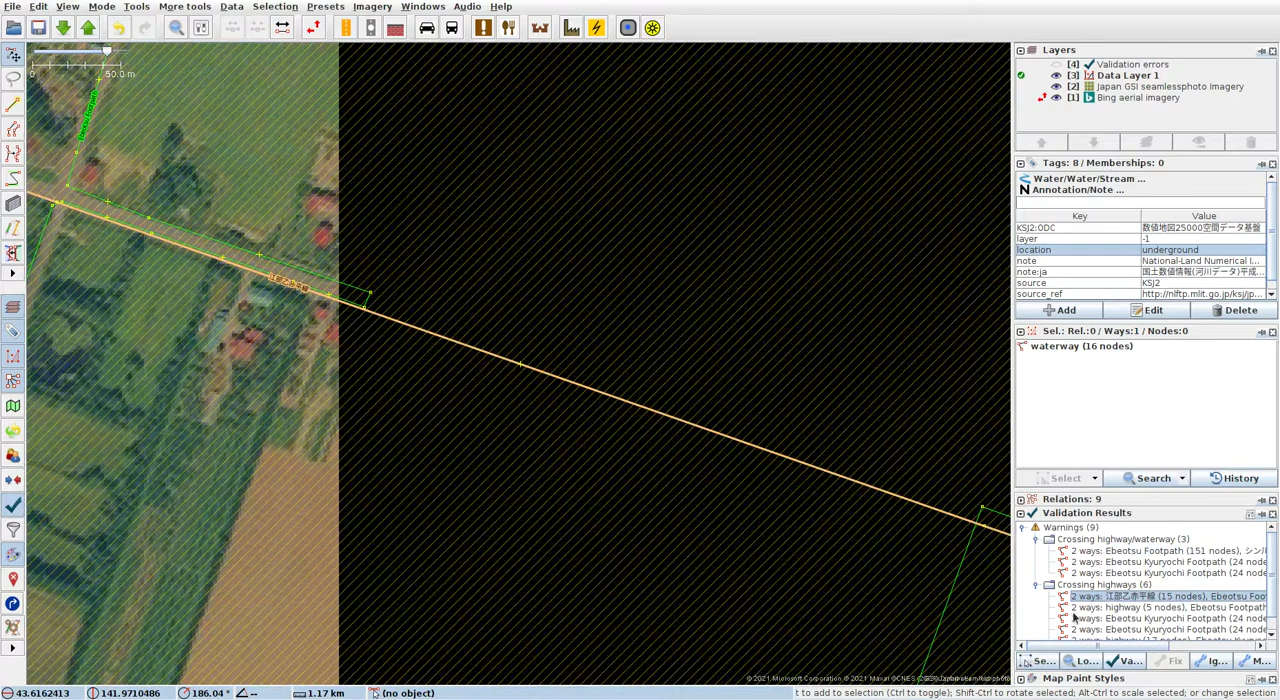 File Edit View Mode Tools More tools Data Selection Presets Imagery Windows Audio Help
0 50.0 m
Ebeotsu Footpath
江部乙赤平線
Layers
[4] Validation errors
[3] Data Layer 1
[2] Japan GSI seamlessphoto Imagery
[1] Bing aerial imagery
Tags: 8 / Memberships: 0
Water/Water/Stream ...
Annotation/Note ...
Key Value
KSJ2:ODC 数値地図25000空間データ基盤
layer -1
location underground
note National-Land Numerical I...
note:ja 国土数値情報(河川データ)平成...
source KSJ2
source_ref http://nlftp.mlit.go.jp/ksj/jp...
Add Edit Delete
Sel.: Rel.:0 / Ways:1 / Nodes:0
waterway (16 nodes)
Select Search History
Relations: 9
Validation Results
Warnings (9)
Crossing highway/waterway (3)
2 ways: Ebeotsu Footpath (151 nodes), シン
2 ways: Ebeotsu Kyuryochi Footpath (24 node
2 ways: Ebeotsu Kyuryochi Footpath (24 node
Crossing highways (6)
2 ways: 江部乙赤平線 (15 nodes), Ebeotsu Foo
2 ways: highway (5 nodes), Ebeotsu Footpath
2 ways: Ebeotsu Kyuryochi Footpath (24 node
2 ways: Ebeotsu Kyuryochi Footpath (24 node
Se... Lo... Va... Fix Ig... M...
Map Paint Styles
© 2021 Microsoft Corporation © 2021 Maxar ©CNES
43.6162413 141.9710486 186.04° -- 1.17 km (no object) t to add to selection (Ctrl to toggle); Shift-Ctrl to rotate selected; Alt-Ctrl to scale selected; or change selection